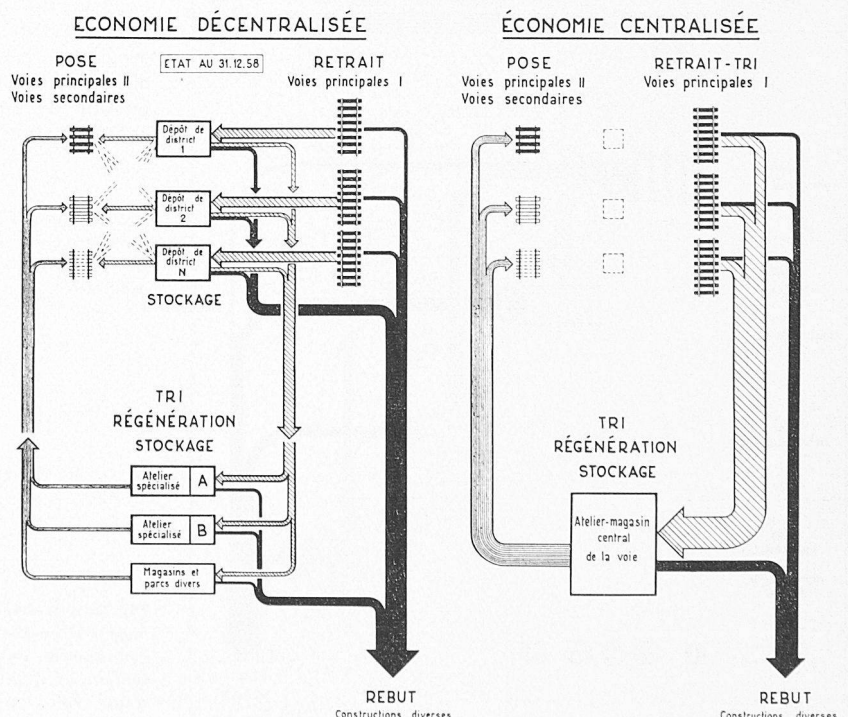 ECONOMIE DÉCENTRALISÉE
POSE
Voies principales II
Voies secondaires
ETAT AU 31.12.58
RETRAIT
Voies principales I
Dépôt de
district
1
Dépôt de
district
2
Dépôt de
district
N
STOCKAGE
TRI
RÉGÉNÉRATION
STOCKAGE
Atelier
spécialisé
A
Atelier
spécialisé
B
Magasins et
parcs divers
REBUT
Constructions diverses
ÉCONOMIE CENTRALISÉE
POSE
Voies principales II
Voies secondaires
RETRAIT-TRI
Voies principales I
TRI
RÉGÉNÉRATION
STOCKAGE
Atelier-magasin
central
de la voie
REBUT
Constructions diverses